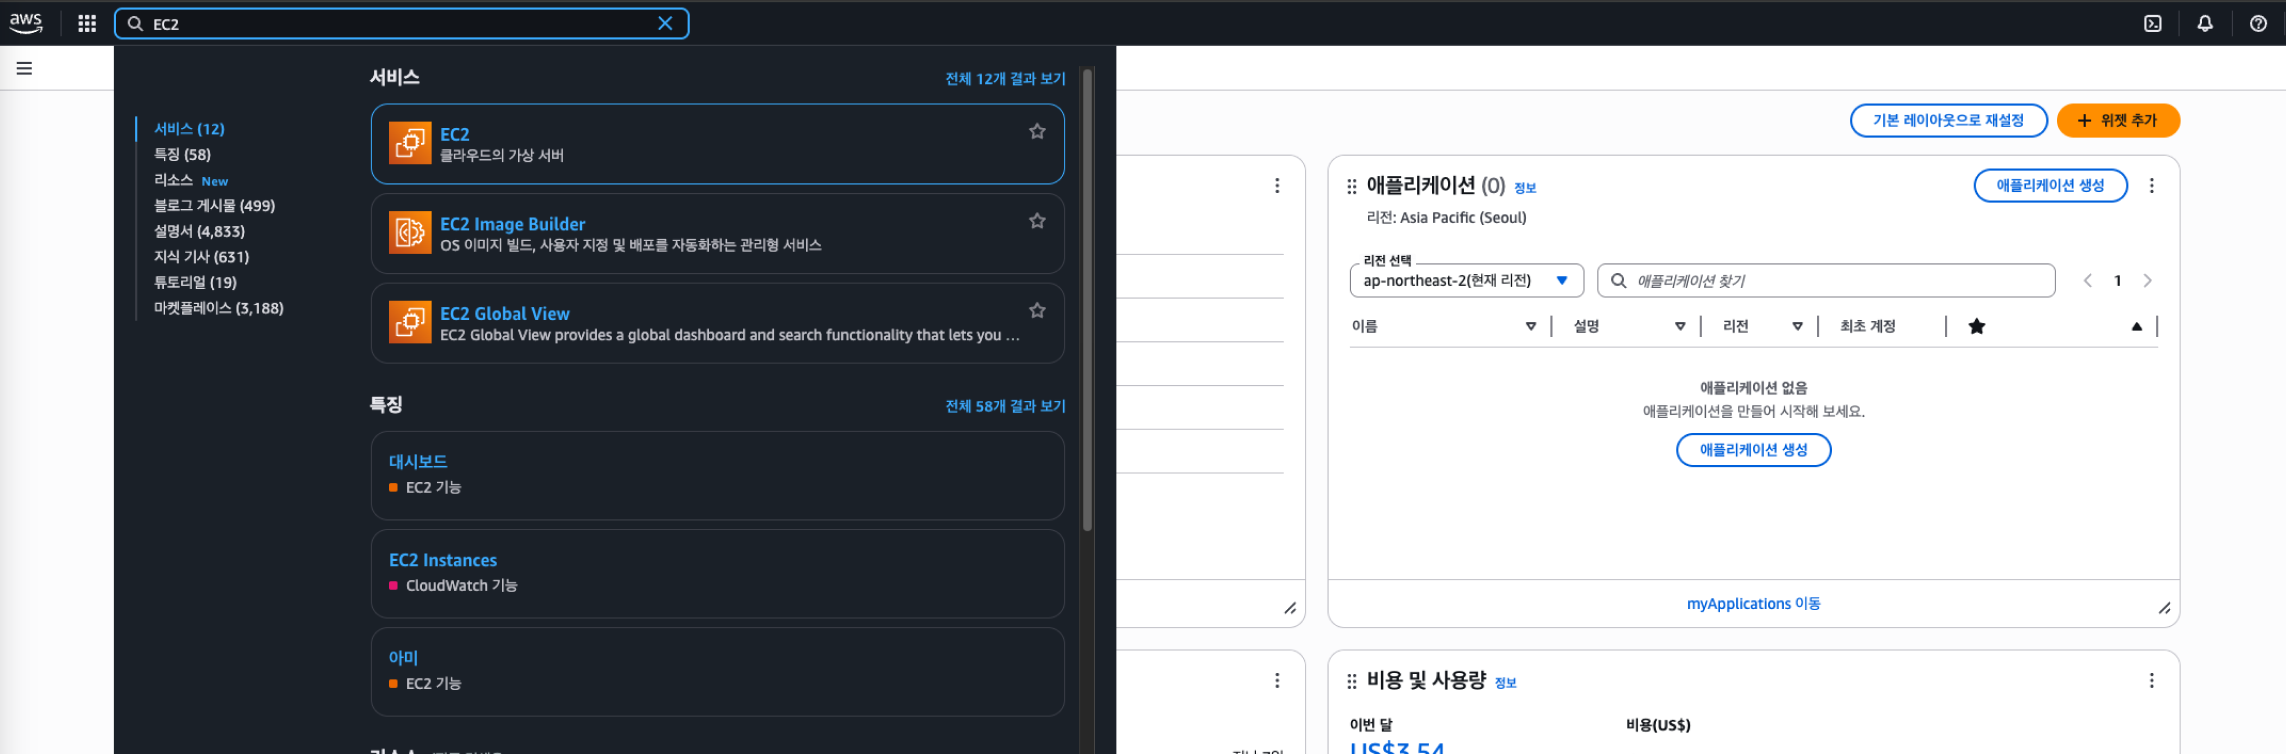 aws
EC2
서비스 (12)
특징 (58)
리소스 New
블로그 게시물 (499)
설명서 (4,833)
지식 기사 (631)
튜토리얼 (19)
마켓플레이스 (3,188)
서비스
전체 12개 결과 보기
EC2
클라우드의 가상 서버
EC2 Image Builder
OS 이미지 빌드, 사용자 지정 및 배포를 자동화하는 관리형 서비스
EC2 Global View
EC2 Global View provides a global dashboard and search functionality that lets you ...
특징
전체 58개 결과 보기
대시보드
EC2 기능
EC2 Instances
CloudWatch 기능
아미
EC2 기능
기본 레이아웃으로 재설정
+ 위젯 추가
애플리케이션 (0) 정보
애플리케이션 생성
리전: Asia Pacific (Seoul)
리전 선택
ap-northeast-2(현재 리전)
애플리케이션 찾기
1
이름
설명
리전
최초 계정
애플리케이션 없음
애플리케이션을 만들어 시작해 보세요.
애플리케이션 생성
myApplications 이동
비용 및 사용량 정보
이번 달
비용(US$)
US$3.54